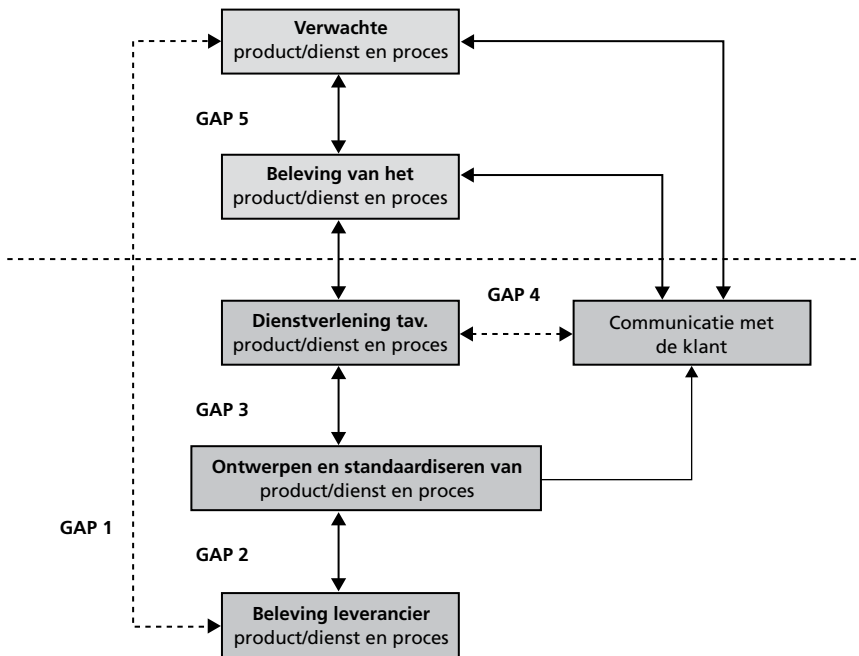 Verwachte
product/dienst en proces
GAP 5
Beleving van het
product/dienst en proces
GAP 4
Dienstverlening tav.
product/dienst en proces
Communicatie met
de klant
GAP 3
Ontwerpen en standaardiseren van
product/dienst en proces
GAP 1
GAP 2
Beleving leverancier
product/dienst en proces